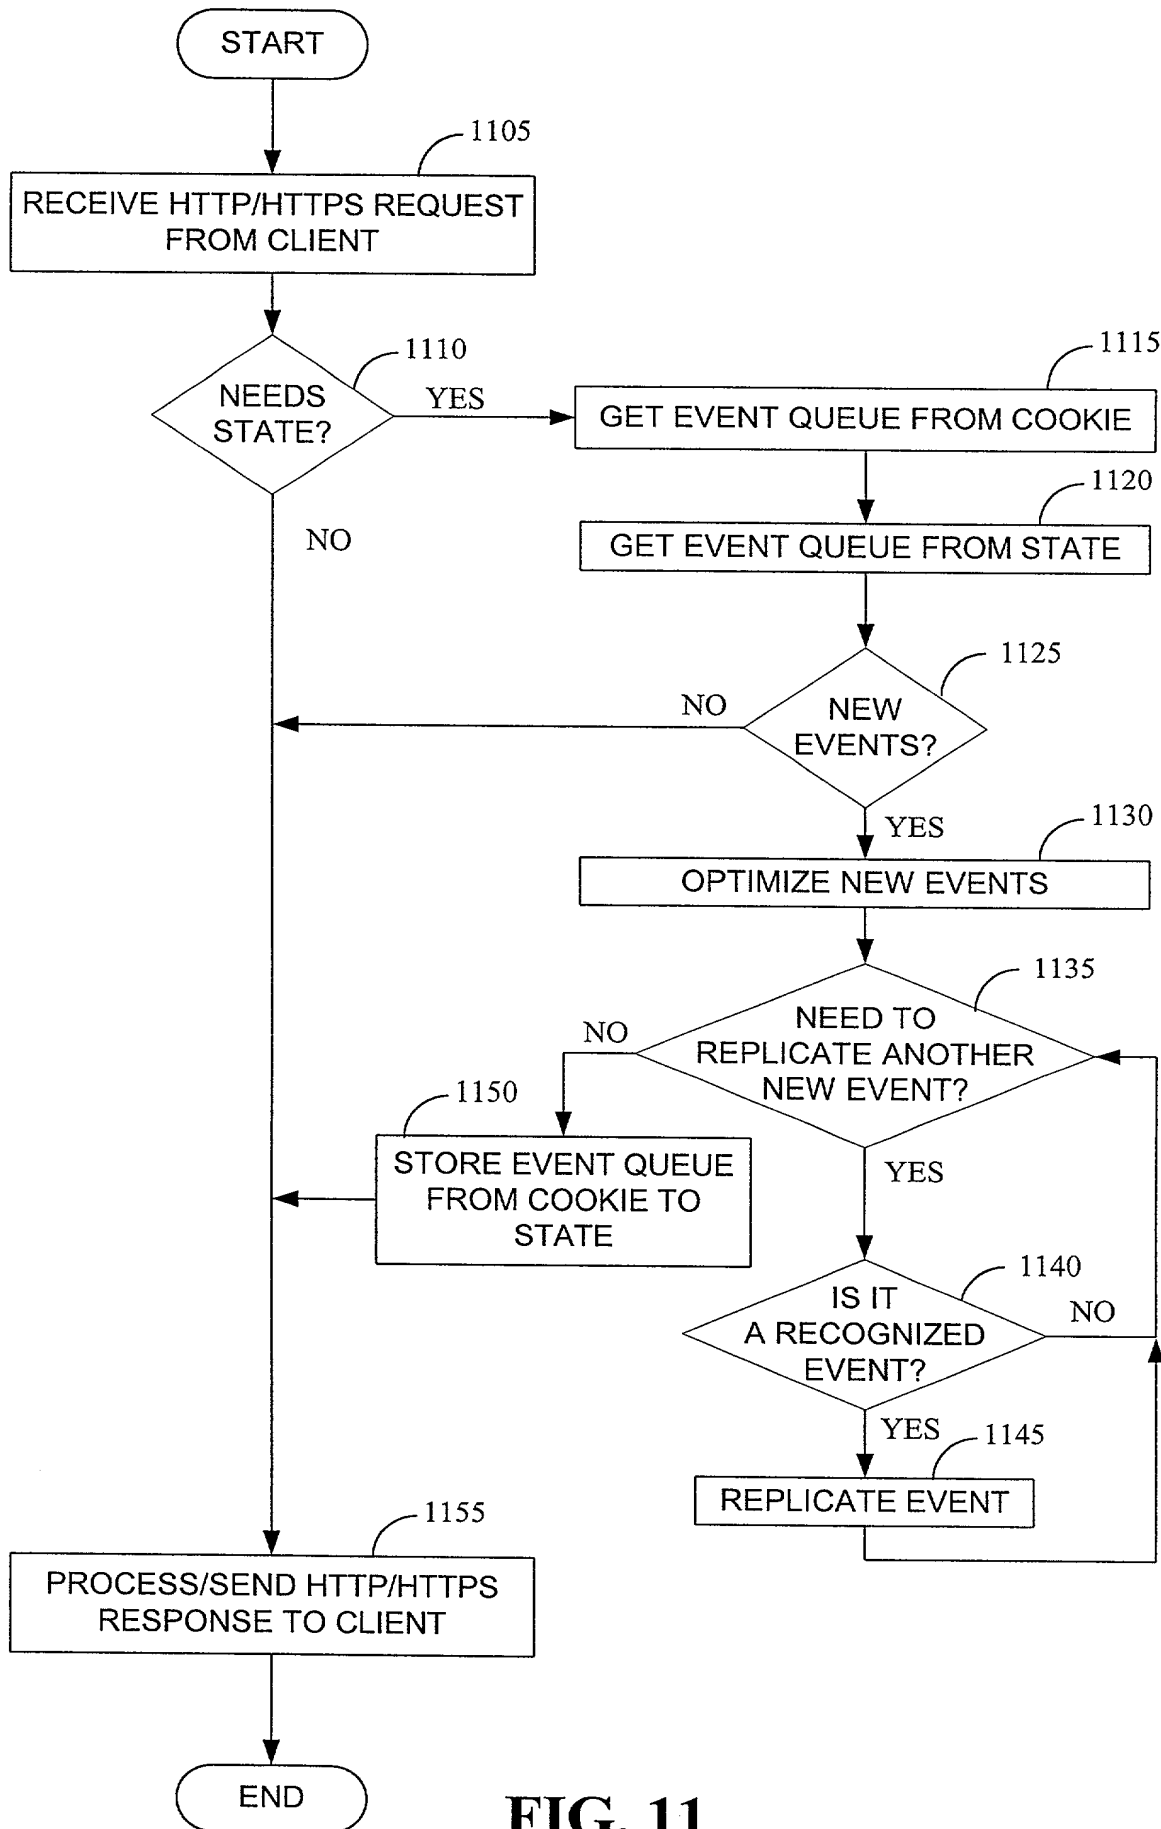 START
1105
RECEIVE HTTP/HTTPS REQUEST
FROM CLIENT
1110
NEEDS
STATE?
YES
NO
1115
GET EVENT QUEUE FROM COOKIE
1120
GET EVENT QUEUE FROM STATE
1125
NEW
EVENTS?
NO
YES
1130
OPTIMIZE NEW EVENTS
1135
NEED TO
REPLICATE ANOTHER
NEW EVENT?
NO
YES
1150
STORE EVENT QUEUE
FROM COOKIE TO
STATE
1140
IS IT
A RECOGNIZED
EVENT?
NO
YES
1145
REPLICATE EVENT
1155
PROCESS/SEND HTTP/HTTPS
RESPONSE TO CLIENT
END
FIG. 11